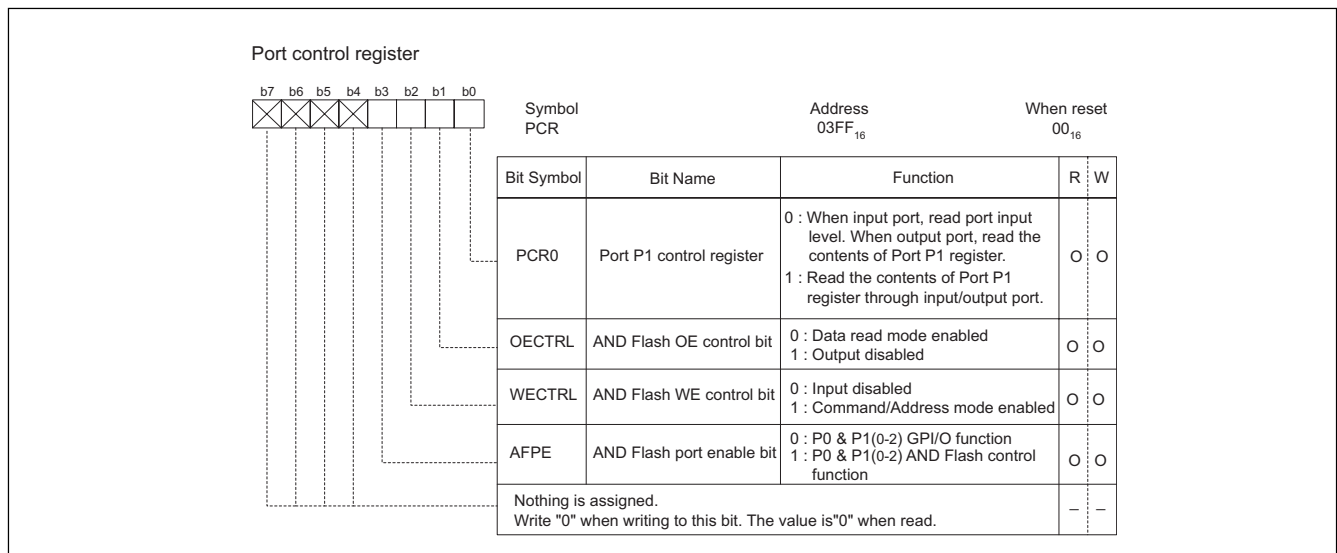 Port control register
b7 b6 b5 b4 b3 b2 b1 b0
Symbol Address When reset
PCR 03FF16 0016
Bit Symbol Bit Name Function R W
PCR0 Port P1 control register 0 : When input port, read port input
level. When output port, read the
contents of Port P1 register.
1 : Read the contents of Port P1
register through input/output port.
O O
OECTRL AND Flash OE control bit 0 : Data read mode enabled
1 : Output disabled
O O
WECTRL AND Flash WE control bit 0 : Input disabled
1 : Command/Address mode enabled
O O
AFPE AND Flash port enable bit 0 : P0 & P1(0-2) GPI/O function
1 : P0 & P1(0-2) AND Flash control
function
O O
Nothing is assigned.
Write "0" when writing to this bit. The value is"0" when read.
– –